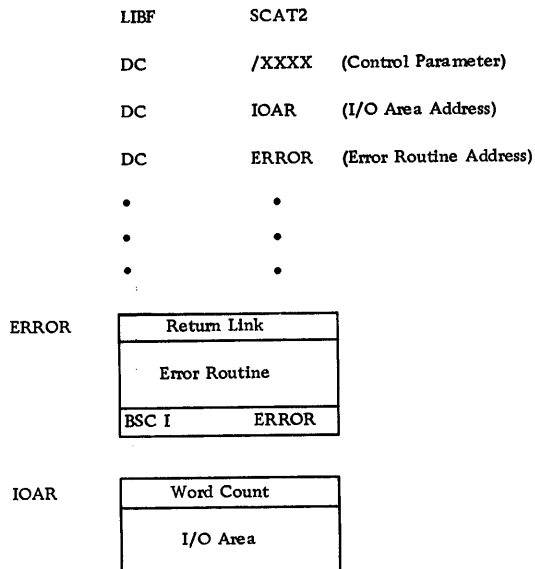 LIBF SCAT2
DC /XXXX (Control Parameter)
DC IOAR (I/O Area Address)
DC ERROR (Error Routine Address)
• •
• •
• •
ERROR Return Link
Error Routine
BSC I ERROR
IOAR Word Count
I/O Area